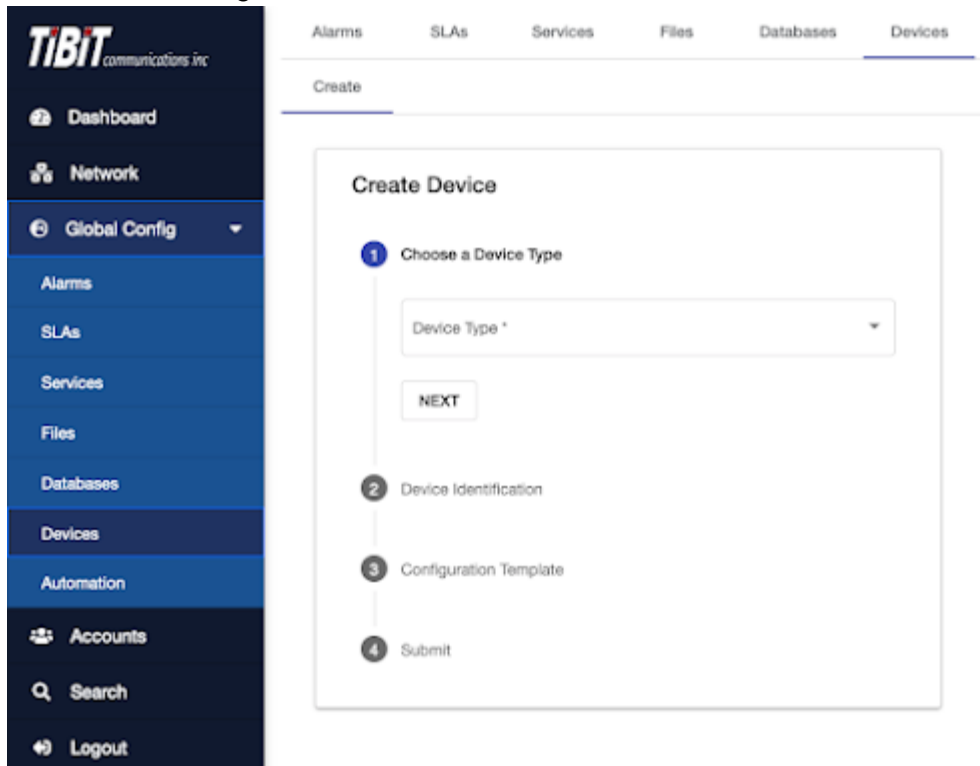 TiBiT communications inc
Dashboard
Network
Global Config
Alarms
SLAs
Services
Files
Databases
Devices
Automation
Accounts
Search
Logout
Alarms SLAs Services Files Databases Devices
Create
Create Device
1 Choose a Device Type
Device Type *
NEXT
2 Device Identification
3 Configuration Template
4 Submit